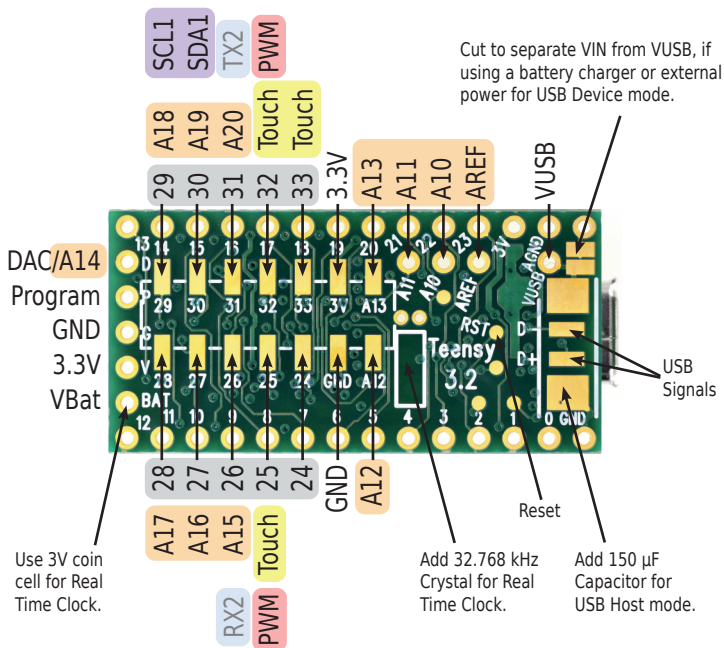 SCL1
SDA1
TX2
PWM
Cut to separate VIN from VUSB, if
using a battery charger or external
power for USB Device mode.
A18
A19
A20
Touch
Touch
29
30
31
32
33
3.3V
A13
A11
A10
AREF
VUSB
13 14 15 16 17 18 19 20 21 22 23 3V AGND
DAC/A14
D
Program
P
GND
G
3.3V
V
VBat
BAT
29 30 31 32 33 3V A13 A11 A10 AREF VUSB
RST
D-
D+
Teensy
3.2
28 27 26 25 24 GND A12
12 11 10 9 8 7 6 5 4 3 2 1 0 GND
USB
Signals
28
27
26
25
24
GND
A12
A17
A16
A15
Touch
RX2
PWM
Reset
Use 3V coin
cell for Real
Time Clock.
Add 32.768 kHz
Crystal for Real
Time Clock.
Add 150 µF
Capacitor for
USB Host mode.